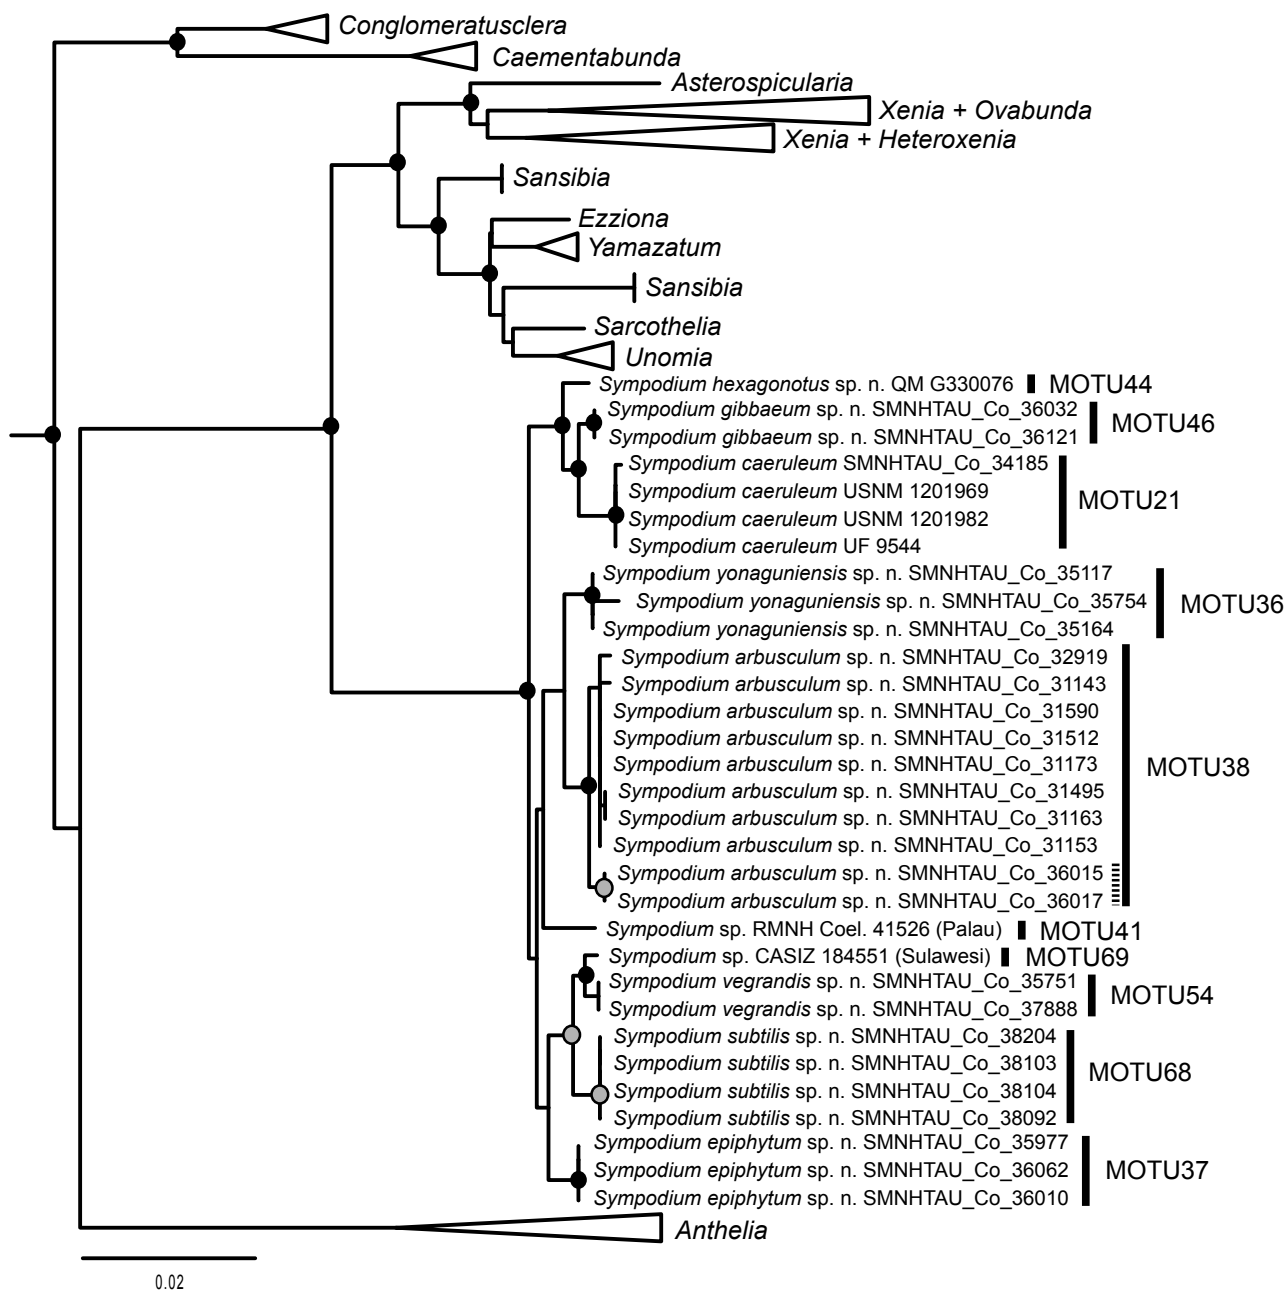 Conglomeratusclera
Caementabunda
Asterospicularia
Xenia + Ovabunda
Xenia + Heteroxenia
Sansibia
Ezziona
Yamazatum
Sansibia
Sarcothelia
Unomia
Sympodium hexagonotus sp. n. QM G330076 MOTU44
Sympodium gibbaeum sp. n. SMNHTAU_Co_36032
MOTU46
Sympodium gibbaeum sp. n. SMNHTAU_Co_36121
Sympodium caeruleum SMNHTAU_Co_34185
Sympodium caeruleum USNM 1201969
MOTU21
Sympodium caeruleum USNM 1201982
Sympodium caeruleum UF 9544
Sympodium yonaguniensis sp. n. SMNHTAU_Co_35117
Sympodium yonaguniensis sp. n. SMNHTAU_Co_35754
MOTU36
Sympodium yonaguniensis sp. n. SMNHTAU_Co_35164
Sympodium arbusculum sp. n. SMNHTAU_Co_32919
Sympodium arbusculum sp. n. SMNHTAU_Co_31143
Sympodium arbusculum sp. n. SMNHTAU_Co_31590
Sympodium arbusculum sp. n. SMNHTAU_Co_31512
Sympodium arbusculum sp. n. SMNHTAU_Co_31173
MOTU38
Sympodium arbusculum sp. n. SMNHTAU_Co_31495
Sympodium arbusculum sp. n. SMNHTAU_Co_31163
Sympodium arbusculum sp. n. SMNHTAU_Co_31153
Sympodium arbusculum sp. n. SMNHTAU_Co_36015
Sympodium arbusculum sp. n. SMNHTAU_Co_36017
Sympodium sp. RMNH Coel. 41526 (Palau) MOTU41
Sympodium sp. CASIZ 184551 (Sulawesi) MOTU69
Sympodium vegrandis sp. n. SMNHTAU_Co_35751
MOTU54
Sympodium vegrandis sp. n. SMNHTAU_Co_37888
Sympodium subtilis sp. n. SMNHTAU_Co_38204
Sympodium subtilis sp. n. SMNHTAU_Co_38103
MOTU68
Sympodium subtilis sp. n. SMNHTAU_Co_38104
Sympodium subtilis sp. n. SMNHTAU_Co_38092
Sympodium epiphytum sp. n. SMNHTAU_Co_35977
Sympodium epiphytum sp. n. SMNHTAU_Co_36062
MOTU37
Sympodium epiphytum sp. n. SMNHTAU_Co_36010
Anthelia
0.02